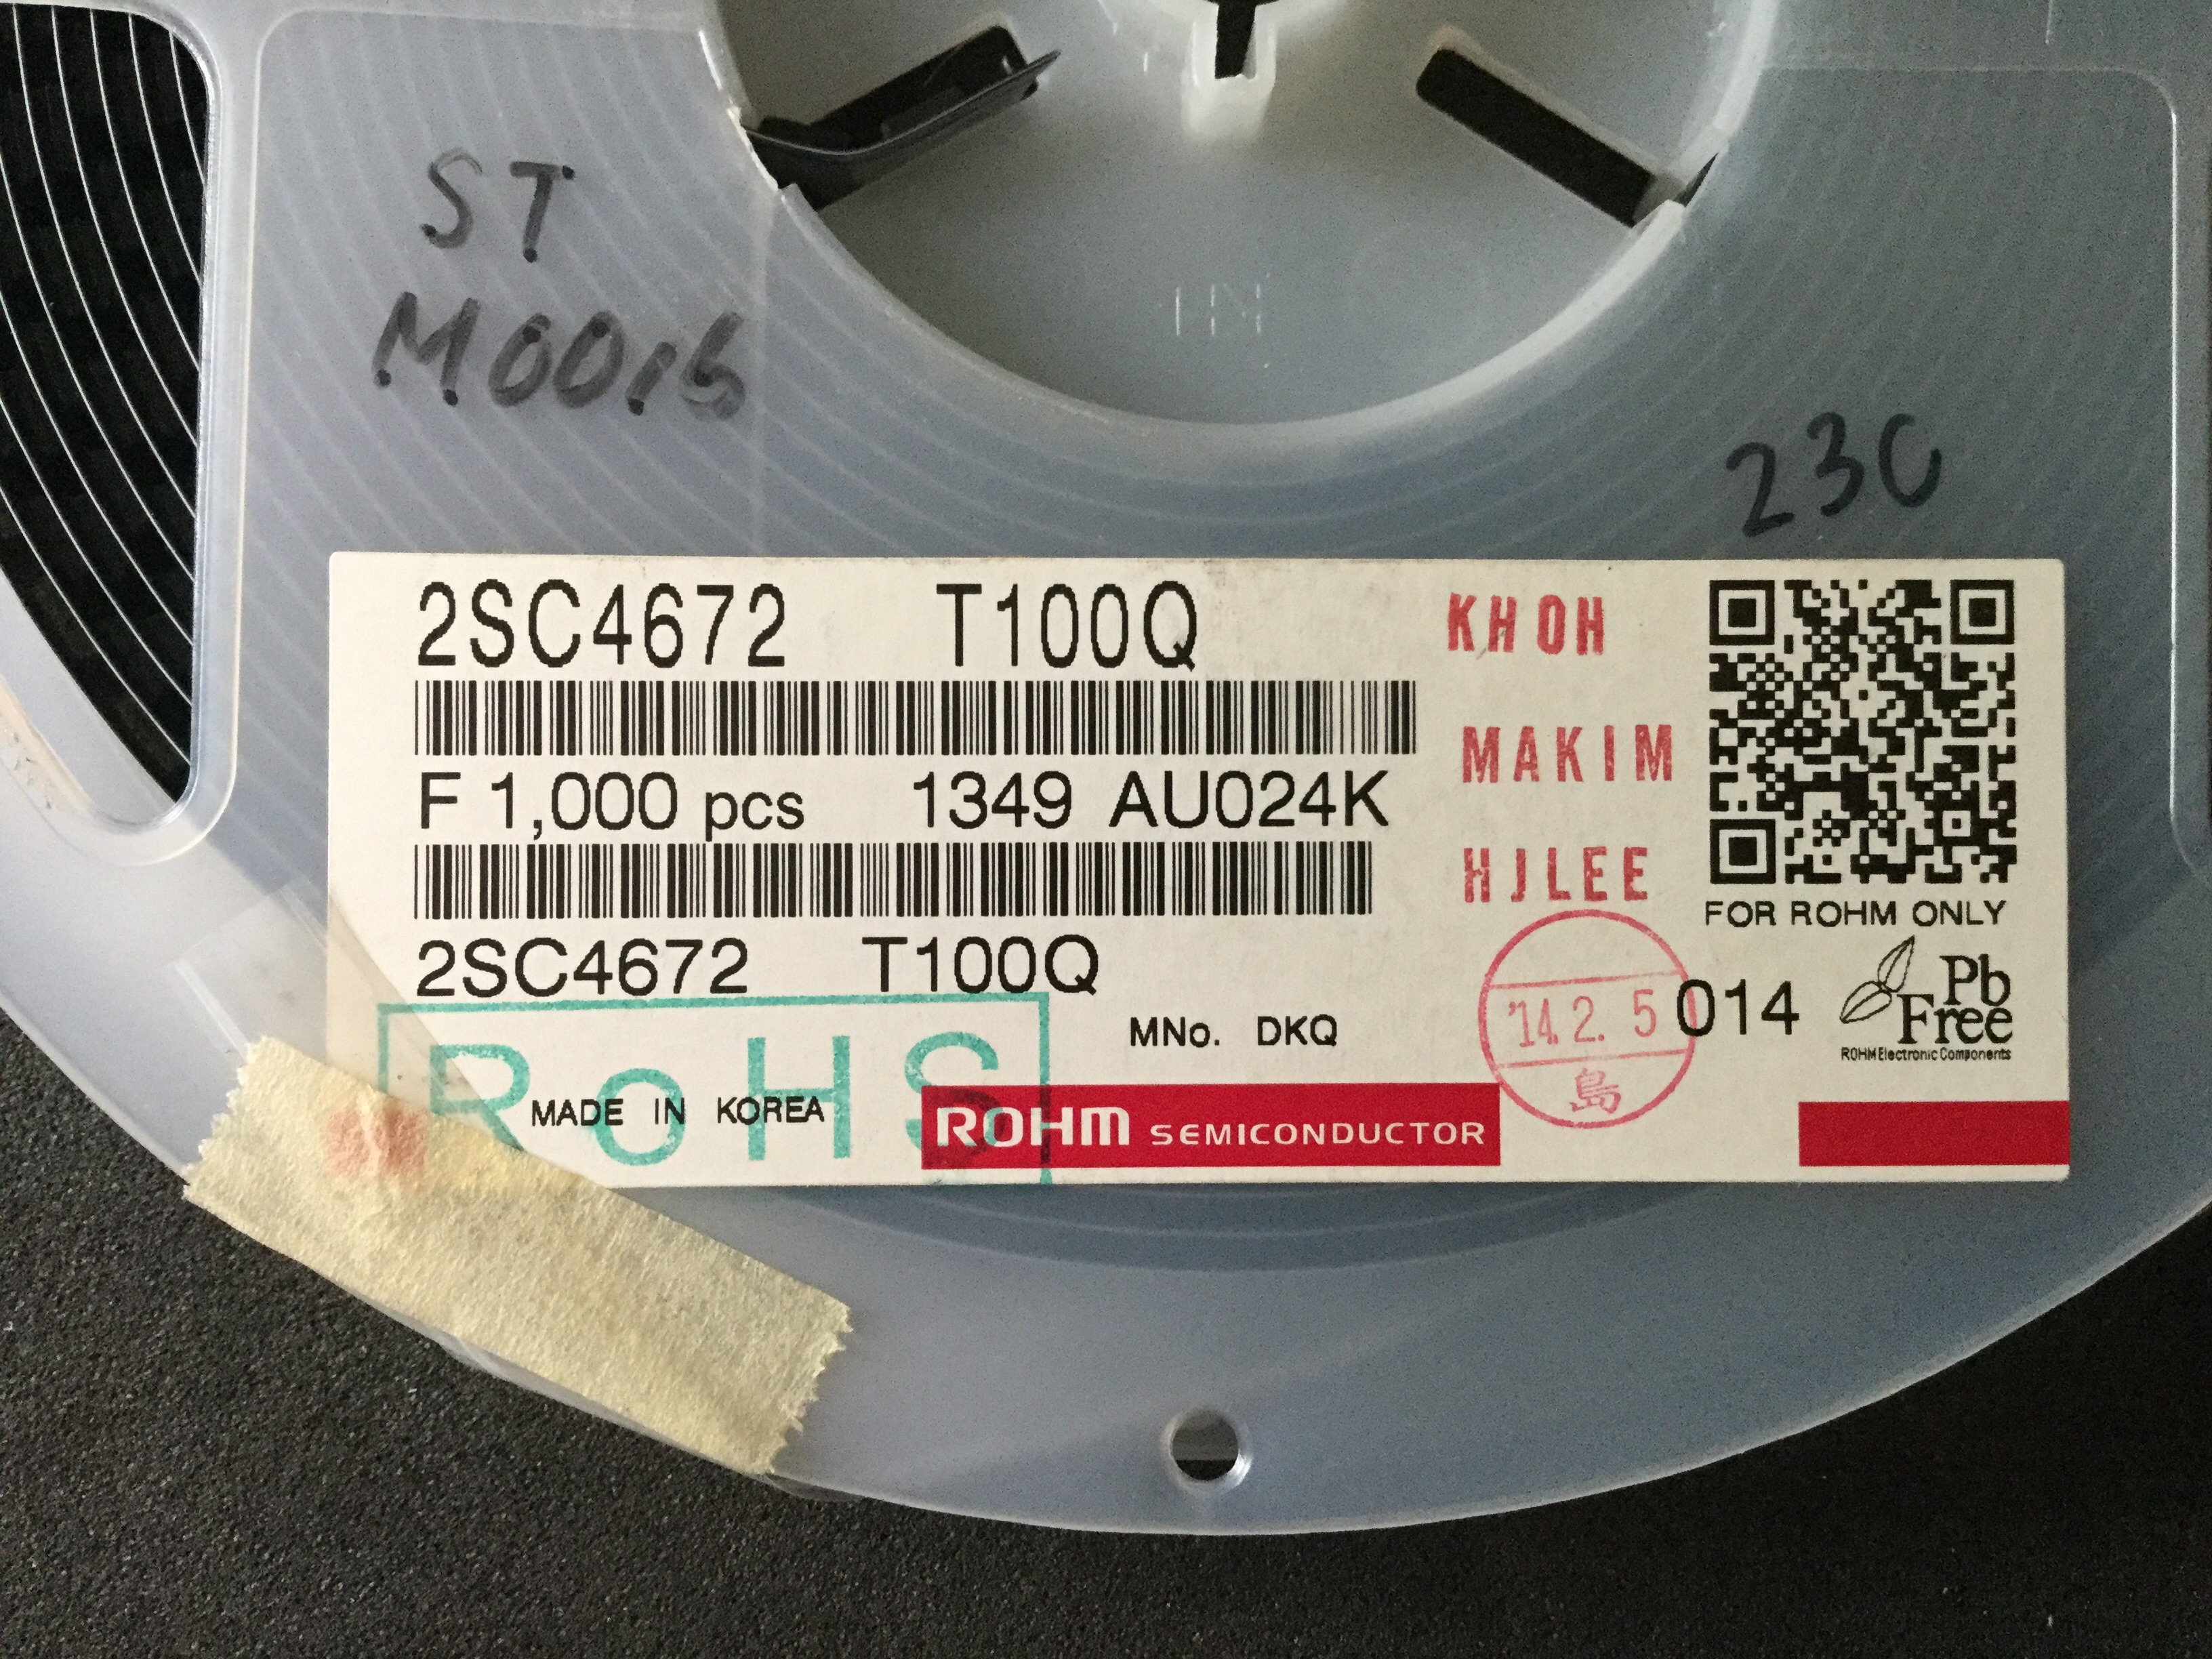 ST
M0016
230
IN
2SC4672 T100Q
KHOH
MAKIM
F 1,000 pcs 1349 AU024K
HJLEE
FOR ROHM ONLY
2SC4672 T100Q
MNo. DKQ
'14.2.5
島
014
Pb
Free
ROHM Electronic Components
RoHS
MADE IN KOREA
ROHM SEMICONDUCTOR